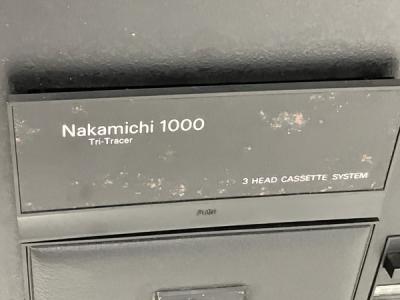 Nakamichi 1000
Tri-Tracer
3 HEAD CASSETTE SYSTEM